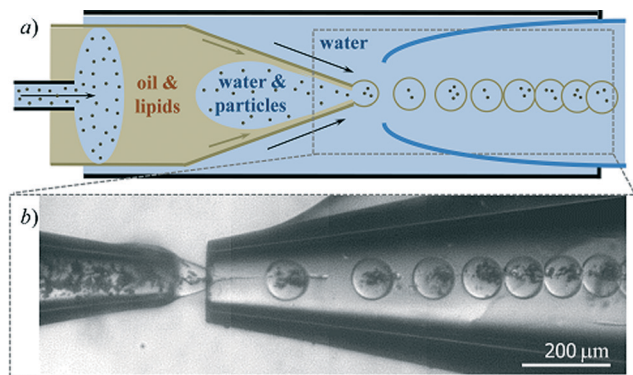 a)
water
oil &
lipids
water &
particles
b)
200 μm